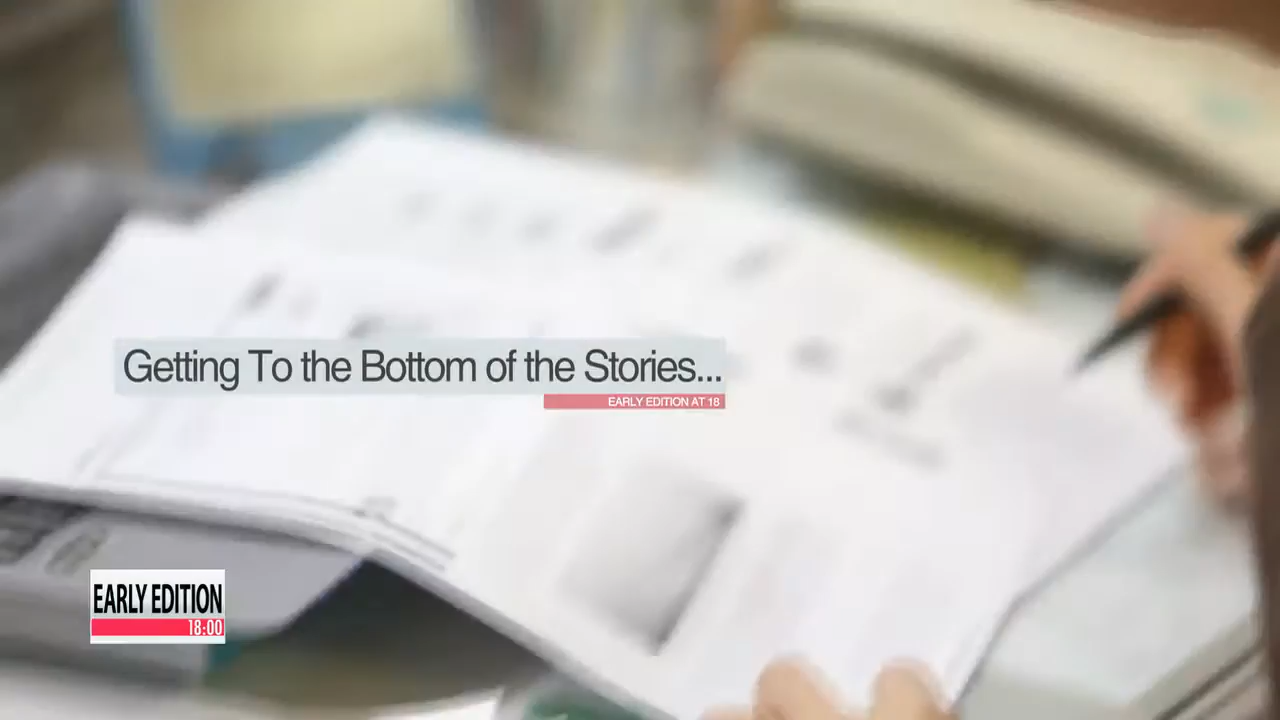 Getting To the Bottom of the Stories...
EARLY EDITION AT 18
EARLY EDITION
18:00